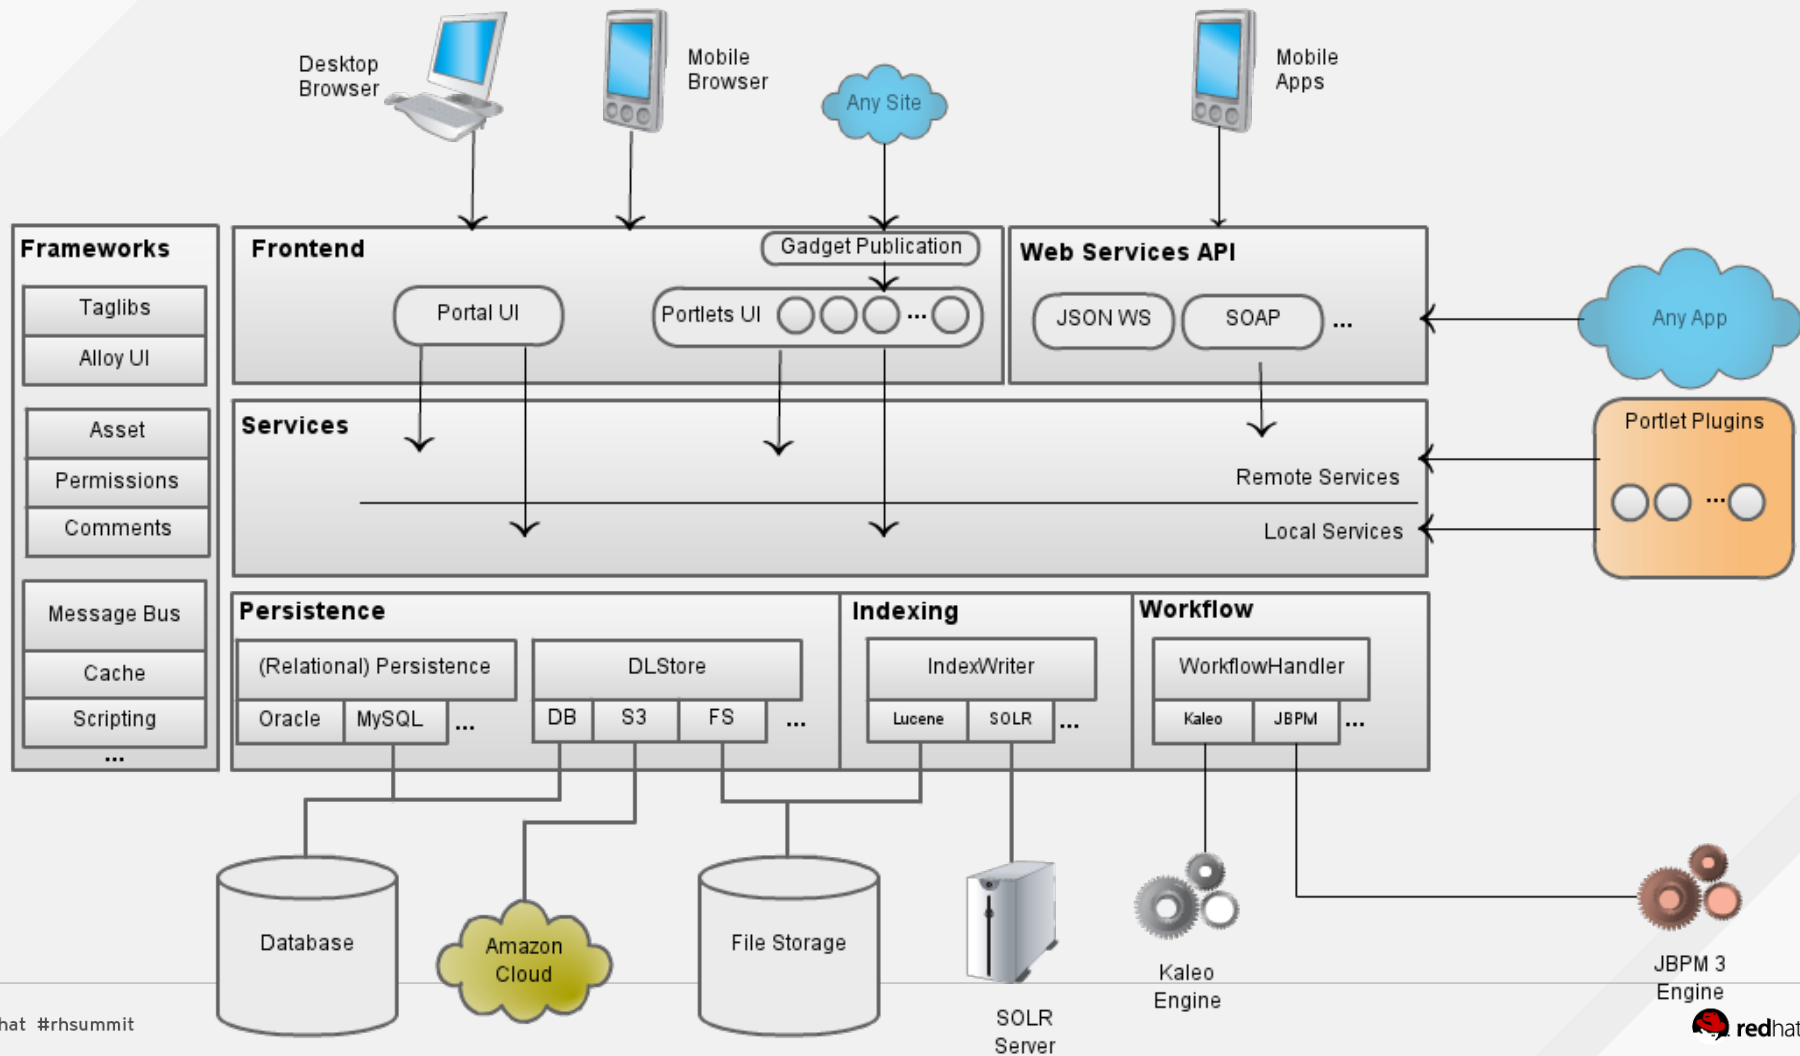 Desktop
Browser
Mobile
Browser
Any Site
Mobile
Apps
Frameworks
Taglibs
Alloy UI
Asset
Permissions
Comments
Message Bus
Cache
Scripting
...
Frontend
Gadget Publication
Portal UI
Portlets UI
...
Web Services API
JSON WS
SOAP
...
Any App
Services
Remote Services
Local Services
Portlet Plugins
...
Persistence
(Relational) Persistence
Oracle
MySQL
...
DLStore
DB
S3
FS
...
Indexing
IndexWriter
Lucene
SOLR
...
Workflow
WorkflowHandler
Kaleo
JBPM
...
Database
Amazon
Cloud
File Storage
SOLR
Server
Kaleo
Engine
JBPM 3
Engine
hat #rhsummit
redhat